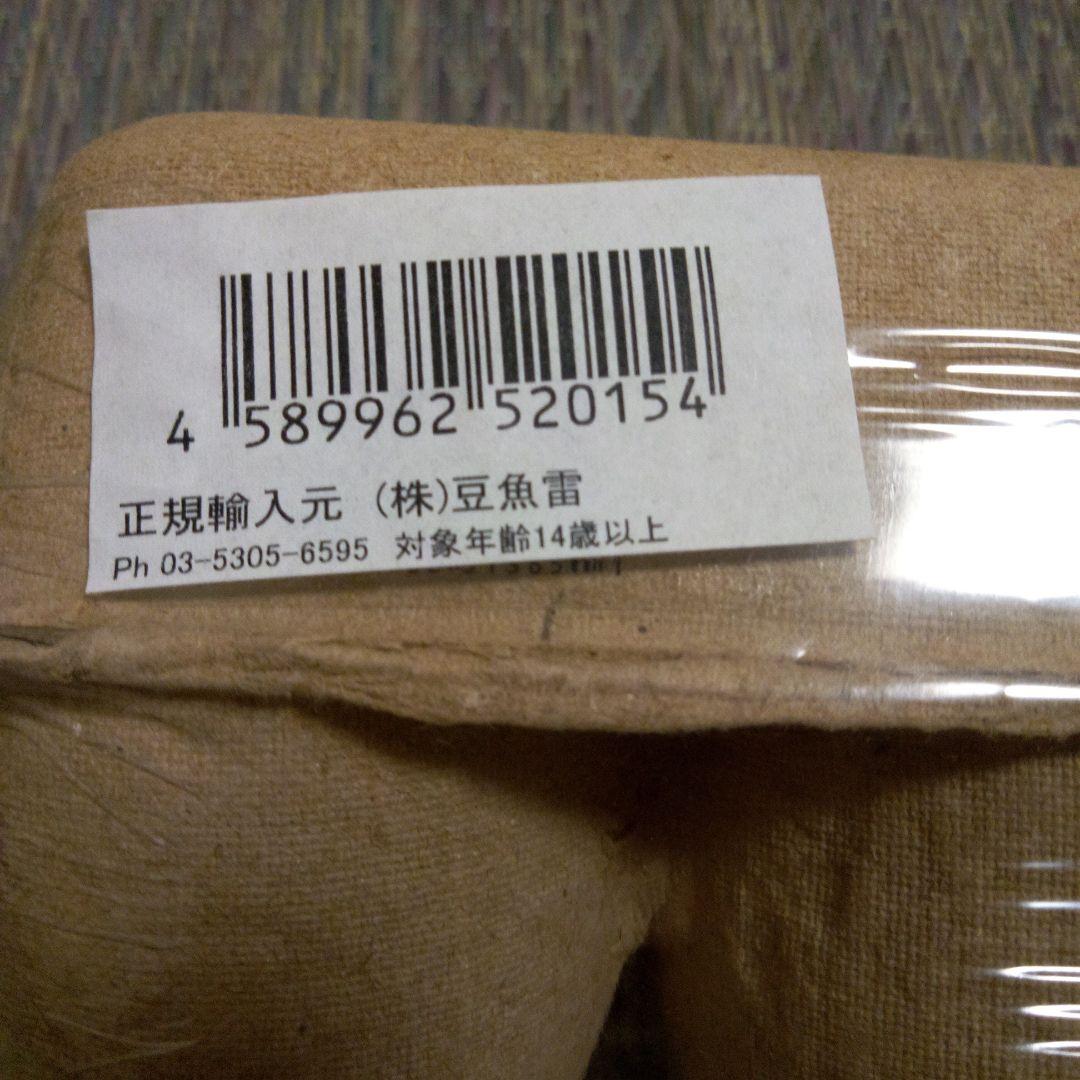 4 589962 520154
正規輸入元 (株)豆魚雷
Ph 03-5305-6595 対象年齢14歳以上